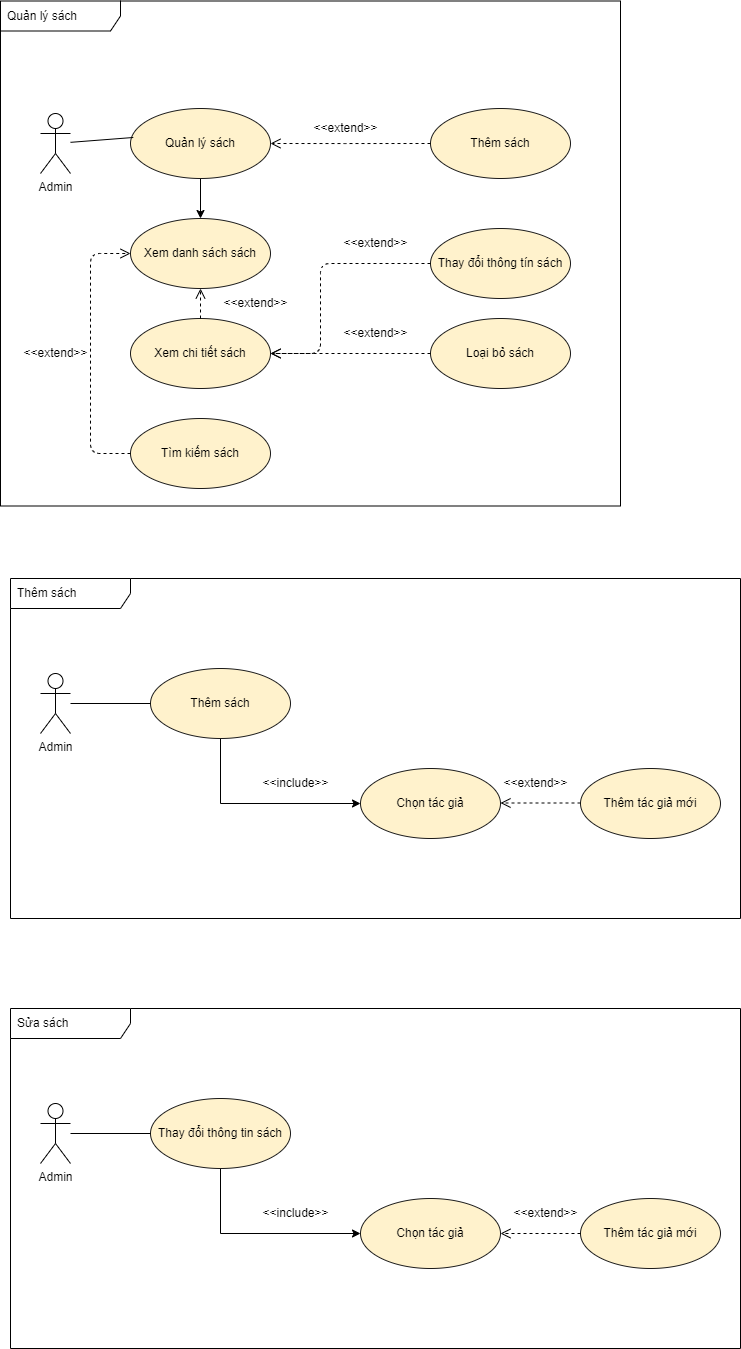 Quản lý sách
Admin
Quản lý sách
<<extend>>
Thêm sách
Xem danh sách sách
<<extend>>
Thay đổi thông tín sách
<<extend>>
<<extend>>
Xem chi tiết sách
<<extend>>
Loại bỏ sách
Tìm kiếm sách
Thêm sách
Admin
Thêm sách
<<include>>
Chọn tác giả
<<extend>>
Thêm tác giả mới
Sửa sách
Admin
Thay đổi thông tin sách
<<include>>
Chọn tác giả
<<extend>>
Thêm tác giả mới